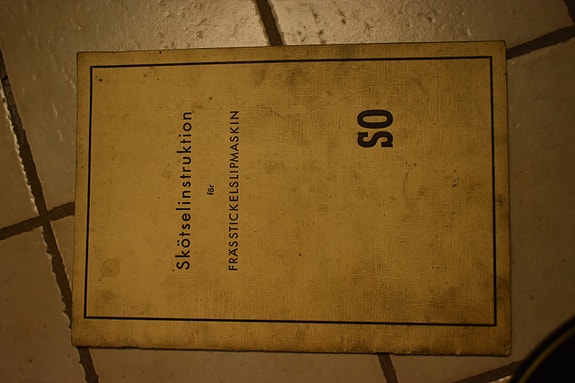 Skötselinstruktion
för
FRÄSSTICKELSLIPMASKIN
SO